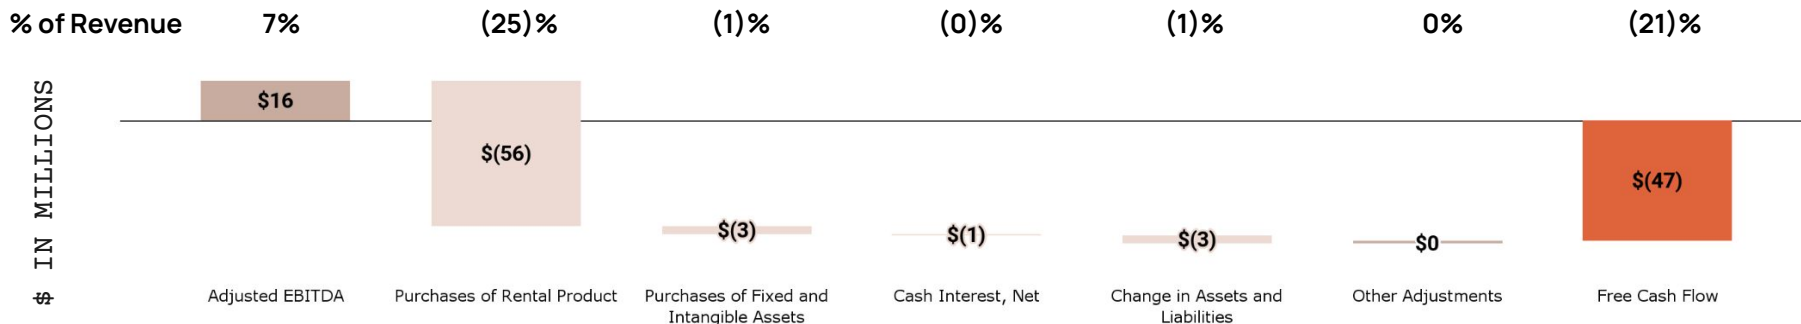 % of Revenue 7% (25)% (1)% (0)% (1)% 0% (21)%
$ IN MILLIONS
$16
$(56)
$(3)
$(1)
$(3)
$0
$(47)
Adjusted EBITDA
Purchases of Rental Product
Purchases of Fixed and
Intangible Assets
Cash Interest, Net
Change in Assets and
Liabilities
Other Adjustments
Free Cash Flow